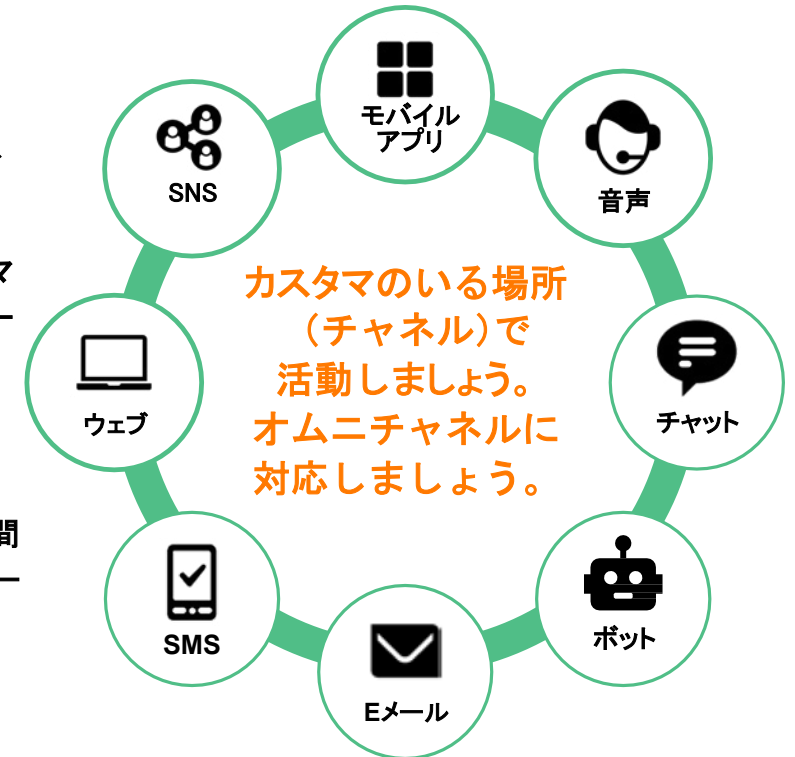 モバイル
アプリ
SNS
音声
マ
カスタマのいる場所
（チャネル）で
活動しましょう。
オムニチャネルに
対応しましょう。
ウェブ
チャット
間
SMS
ボット
Eメール